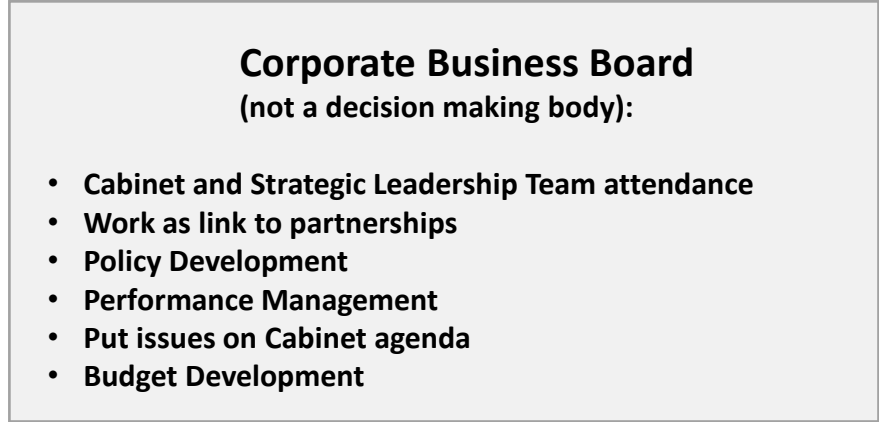 Corporate Business Board
(not a decision making body):
• Cabinet and Strategic Leadership Team attendance
• Work as link to partnerships
• Policy Development
• Performance Management
• Put issues on Cabinet agenda
• Budget Development